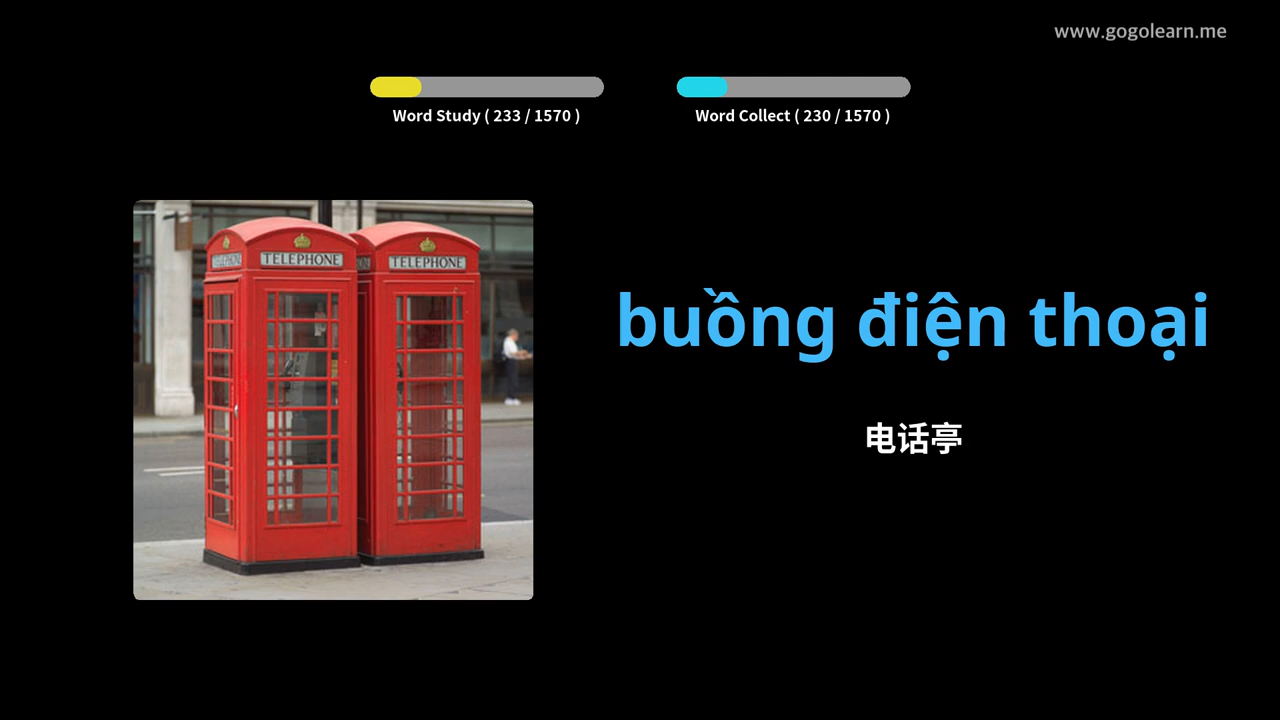 www.gogolearn.me
Word Study ( 233 / 1570 )
Word Collect ( 230 / 1570 )
TELEPHONE
TELEPHONE
buồng điện thoại
电话亭